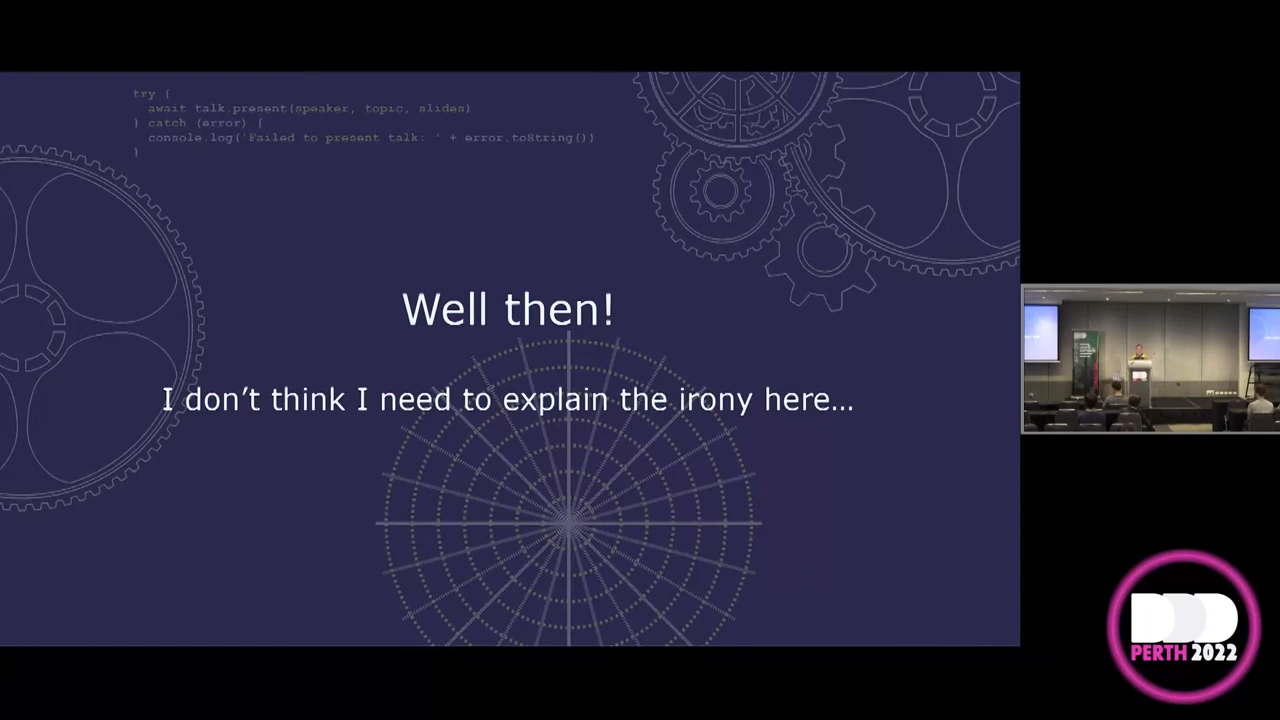 try {
await talk.present(speaker, topic, slides)
} catch (error) {
console.log('Failed to present talk: ' + error.toString())
}
Well then!
I don't think I need to explain the irony here...
DDD
PERTH 2022